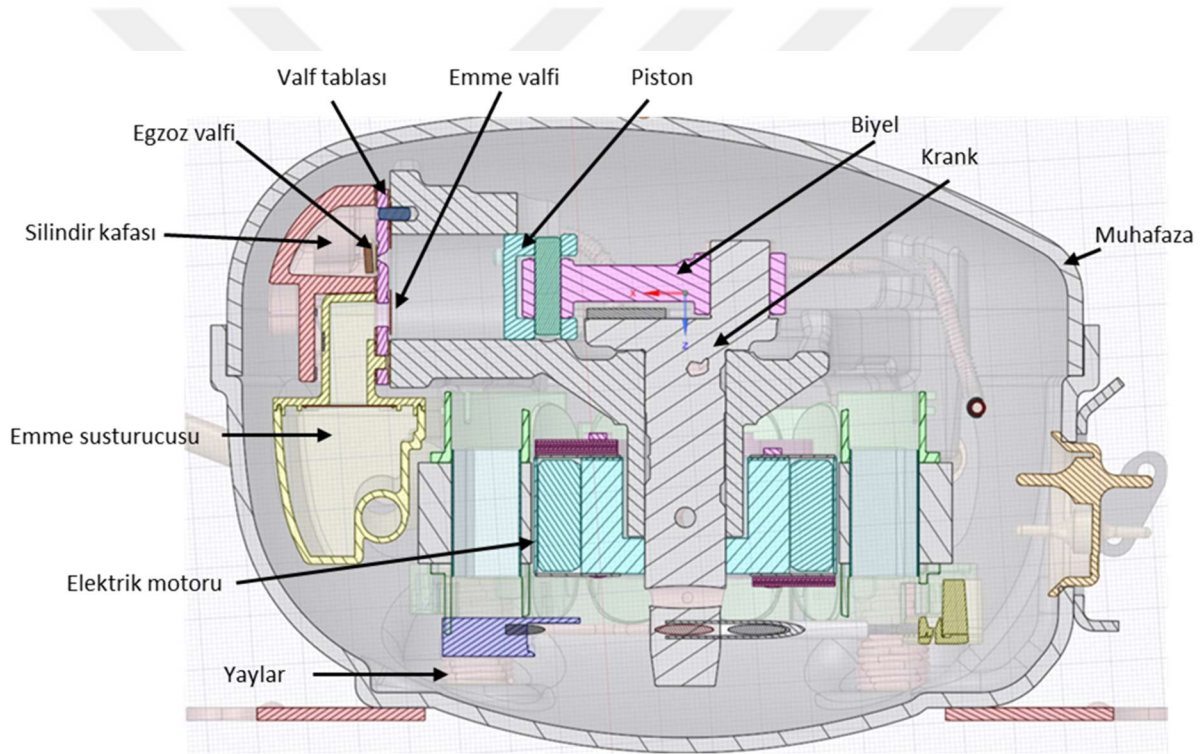 Valf tablası
Emme valfi
Piston
Egzoz valfi
Biyel
Krank
Silindir kafası
Muhafaza
Emme susturucusu
Elektrik motoru
Yaylar
x
z